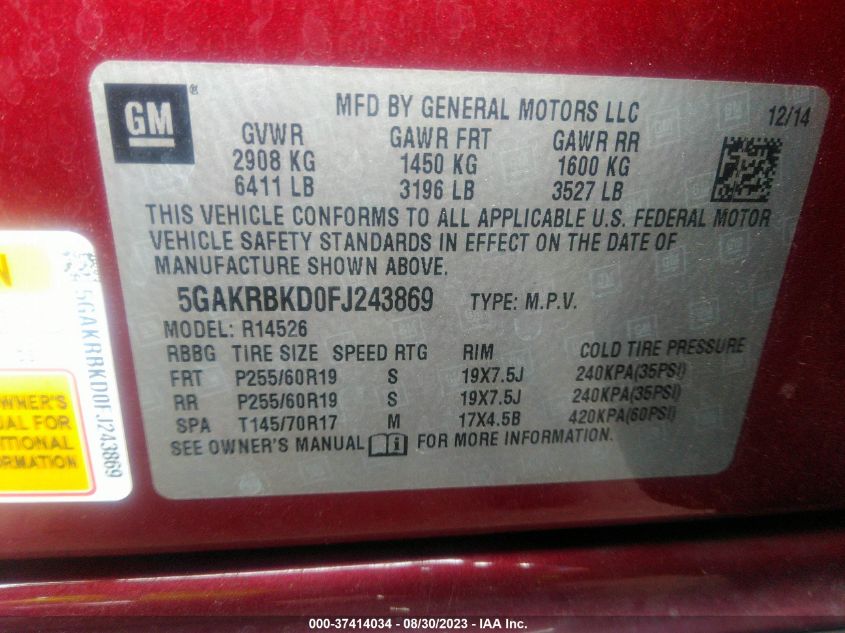 GM ®
MFD BY GENERAL MOTORS LLC 12/14
GVWR GAWR FRT GAWR RR
2908 KG 1450 KG 1600 KG
6411 LB 3196 LB 3527 LB
THIS VEHICLE CONFORMS TO ALL APPLICABLE U.S. FEDERAL MOTOR
VEHICLE SAFETY STANDARDS IN EFFECT ON THE DATE OF
MANUFACTURE SHOWN ABOVE.
5GAKRBKD0FJ243869 TYPE: M.P.V.
MODEL: R14526
RBBG TIRE SIZE SPEED RTG RIM COLD TIRE PRESSURE
FRT P255/60R19 S 19X7.5J 240KPA(35PSI)
RR P255/60R19 S 19X7.5J 240KPA(35PSI)
SPA T145/70R17 M 17X4.5B 420KPA(60PSI)
SEE OWNER'S MANUAL FOR MORE INFORMATION.
5GAKRBKD0FJ243869
N
OWNER'S
UAL FOR
ITIONAL
ORMATION
000-37414034 - 08/30/2023 - IAA Inc.